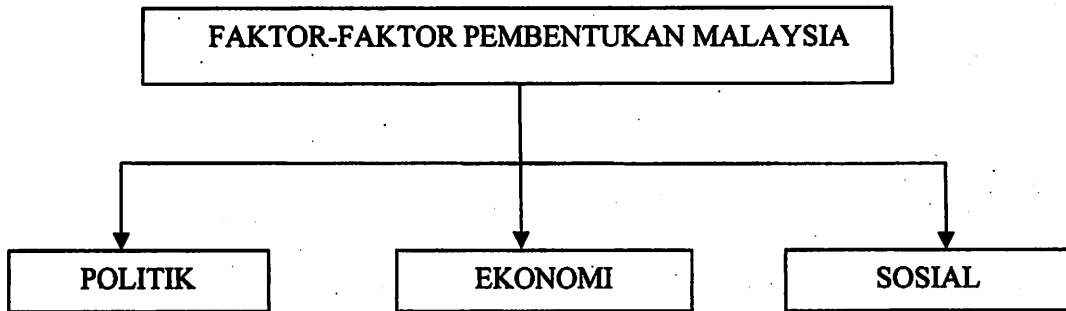 FAKTOR-FAKTOR PEMBENTUKAN MALAYSIA
POLITIK
EKONOMI
SOSIAL